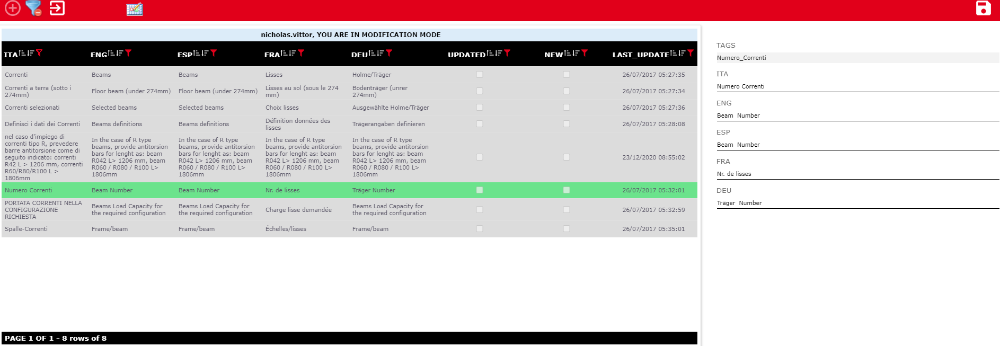 nicholas.vittor, YOU ARE IN MODIFICATION MODE
ITA ENG ESP FRA DEU UPDATED NEW LAST_UPDATE
Correnti Beams Beams Lisses Holme/Träger 26/07/2017 05:27:35
Correnti a terra (sotto i
274mm)
Floor beam (under 274mm)
Floor beam (under 274mm)
Lisses au sol (sous le 274
mm)
Bodenträger (unrer
274mm)
26/07/2017 05:27:34
Correnti selezionati Selected beams Selected beams Choix lisses Ausgewählte Holme/Träger 26/07/2017 05:27:36
Definisci i dati dei Correnti
Beams definitions
Beams definitions
Définition données des
lisses
Trägerangaben definieren
26/07/2017 05:28:08
nel caso d'impiego di
correnti tipo R, prevedere
barre antitorsione come di
seguito indicato: correnti
R42 L > 1206 mm, correnti
R60/R80/R100 L >
1806mm
In the case of R type
beams, provide antitorsion
bars for lenght as: beam
R042 L> 1206 mm, beam
R060 / R080 / R100 L>
1806mm
In the case of R type
beams, provide antitorsion
bars for lenght as: beam
R042 L> 1206 mm, beam
R060 / R080 / R100 L>
1806mm
In the case of R type
beams, provide antitorsion
bars for lenght as: beam
R042 L> 1206 mm, beam
R060 / R080 / R100 L>
1806mm
In the case of R type
beams, provide antitorsion
bars for lenght as: beam
R042 L> 1206 mm, beam
R060 / R080 / R100 L>
1806mm
23/12/2020 08:55:02
Numero Correnti Beam Number Beam Number Nr. de lisses Träger Number 26/07/2017 05:32:01
PORTATA CORRENTI NELLA
CONFIGURAZIONE
RICHIESTA
Beams Load Capacity for
the required configuration
Beams Load Capacity for
the required configuration
Charge lisse demandée
Beams Load Capacity for
the required configuration
26/07/2017 05:32:59
Spalle-Correnti Frame/beam Frame/beam Échelles/lisses Frame/beam 26/07/2017 05:35:01
PAGE 1 OF 1 - 8 rows of 8
TAGS
Numero_Correnti
ITA
Numero Correnti
ENG
Beam  Number
ESP
Beam  Number
FRA
Nr. de lisses
DEU
Träger  Number